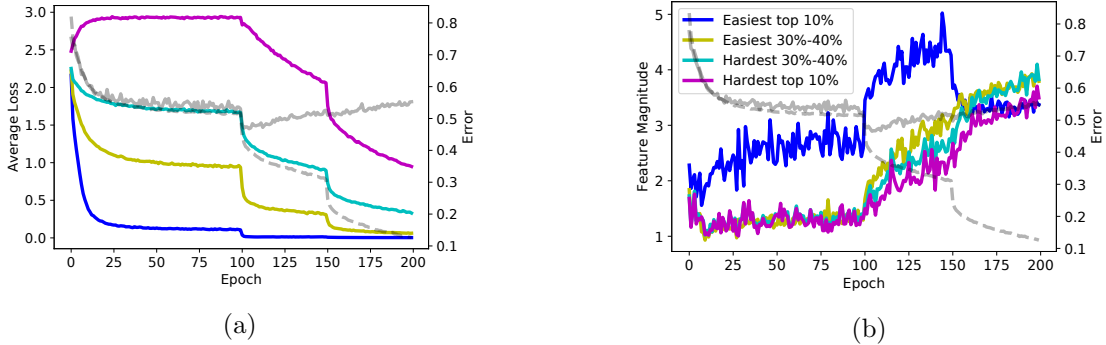 3.0
2.5
2.0
1.5
1.0
0.5
0.0
Average Loss
0.8
0.7
0.6
0.5
0.4
0.3
0.2
0.1
Error
0 25 50 75 100 125 150 175 200
Epoch
(a)
5
4
3
2
1
Feature Magnitude
Easiest top 10%
Easiest 30%-40%
Hardest 30%-40%
Hardest top 10%
0.8
0.7
0.6
0.5
0.4
0.3
0.2
0.1
Error
0 25 50 75 100 125 150 175 200
Epoch
(b)